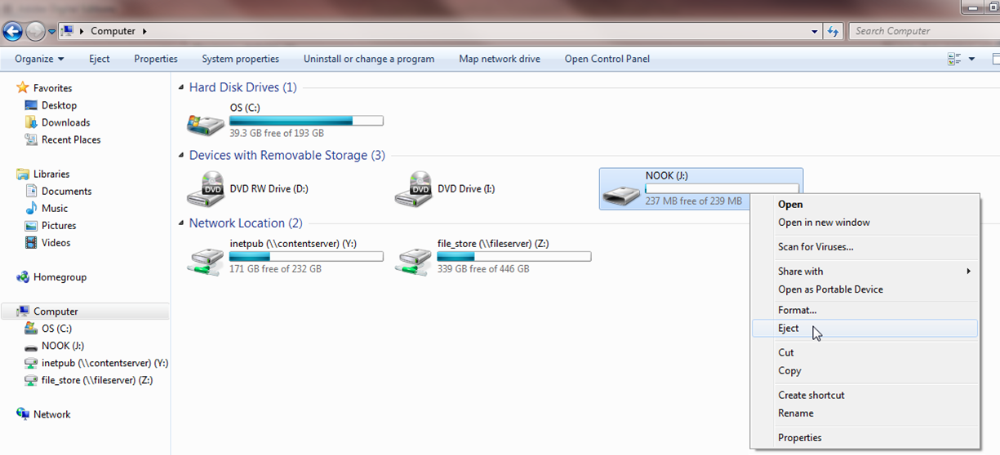 Computer
Search Computer
Organize Eject Properties System properties Uninstall or change a program Map network drive Open Control Panel
Favorites
Desktop
Downloads
Recent Places
Libraries
Documents
Music
Pictures
Videos
Homegroup
Computer
OS (C:)
NOOK (J:)
inetpub (\\contentserver) (Y:)
file_store (\\fileserver) (Z:)
Network
Hard Disk Drives (1)
OS (C:)
39.3 GB free of 193 GB
Devices with Removable Storage (3)
DVD
DVD RW Drive (D:)
DVD
DVD Drive (I:)
NOOK (J:)
237 MB free of 239 MB
Network Location (2)
inetpub (\\contentserver) (Y:)
171 GB free of 232 GB
file_store (\\fileserver) (Z:)
339 GB free of 446 GB
Open
Open in new window
Scan for Viruses...
Share with
Open as Portable Device
Format...
Eject
Cut
Copy
Create shortcut
Rename
Properties